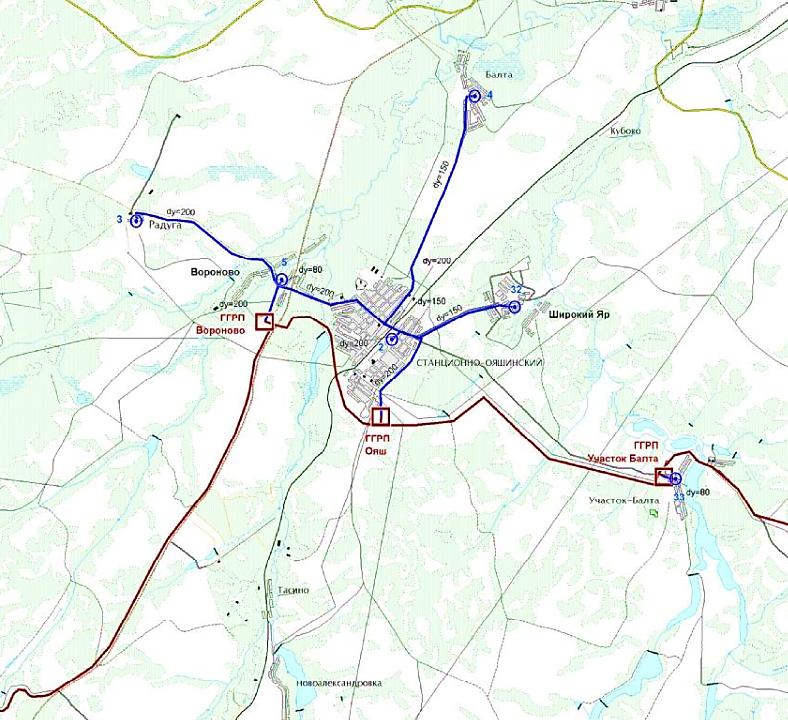 Балта
4
Кубово
dy=150
dy=200
3
Радуга
5
dy=80
Вороново
dy=200
dy=200
dy=200
ГГРП
Вороново
32
dy=150
dy=150
Широкий Яр
dy=200
2
СТАНЦИОННО-ОЯШИНСКИЙ
dy=200
ГГРП
Ояш
ГГРП
Участок Балта
33
dy=80
Участок-Балта
Тасино
Новоалександровка